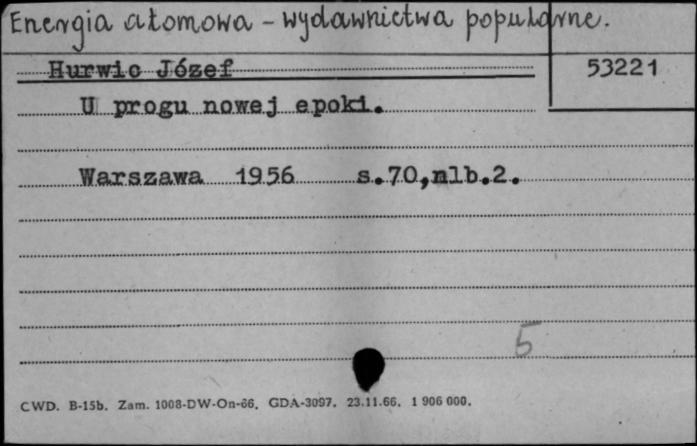 Energia atomowa - wydawnictwa popularne.
Hurwic Józef
53221
U progu nowej epoki.
Warszawa 1956 s.70,nlb.2.
5
CWD. B-15b. Zam. 1008-DW-On-66. GDA-3097. 23.11.66. 1 906 000.